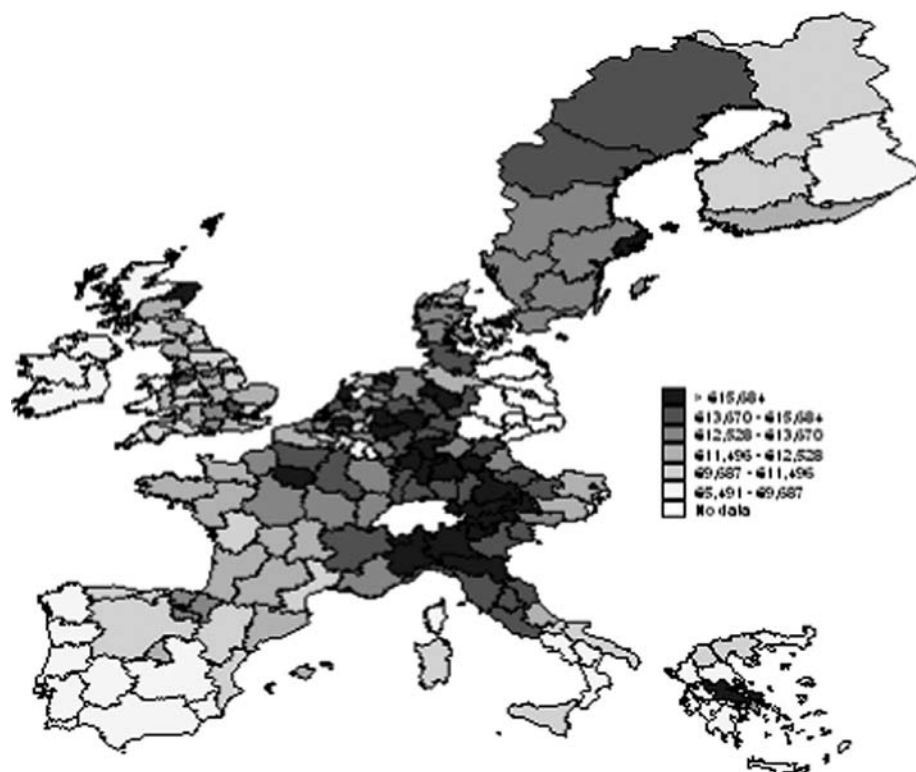 > €15,684
€13,670 - €15,684
€12,528 - €13,670
€11,496 - €12,528
€9,687 - €11,496
€5,491 - €9,687
No data